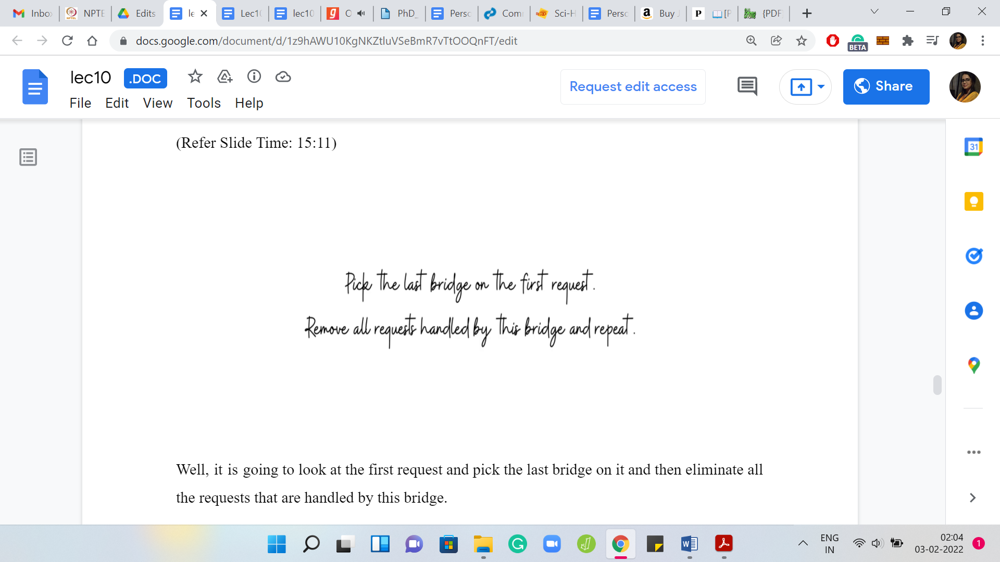 Inbo
NPTE
Edits
le
Lec10
lec10
O
PhD_
Perso
Com
Sci-H
Perso
Buy J
[P
{PDF
docs.google.com/document/d/1z9hAWU10KgNKZtluVSeBmR7vTtOOQnFT/edit
BETA
lec10 .DOC
Request edit access
Share
File Edit View Tools Help
(Refer Slide Time: 15:11)
31
Pick the last bridge on the first request.
Remove all requests handled by this bridge and repeat.
Well, it is going to look at the first request and pick the last bridge on it and then eliminate all
the requests that are handled by this bridge.
ENG
IN
02:04
03-02-2022
1